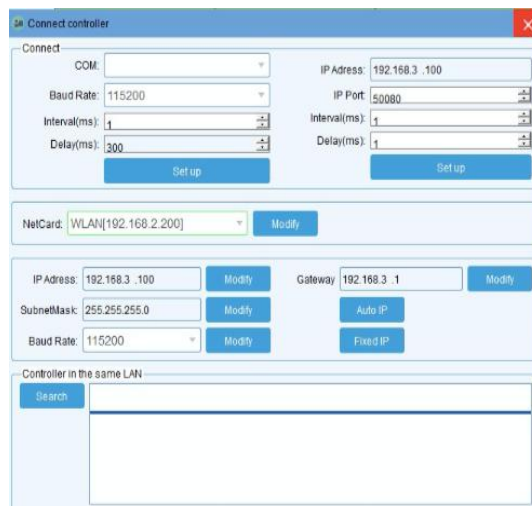 Connect controller
Connect
COM:
IP Adress: 192.168.3 .100
Baud Rate: 115200
IP Port: 50080
Interval(ms): 1
Interval(ms): 1
Delay(ms): 300
Delay(ms): 1
Set up
Set up
NetCard: WLAN[192.168.2.200]
Modify
IP Adress: 192.168.3 .100
Modify
Gateway 192.168.3 .1
Modify
SubnetMask: 255.255.255.0
Modify
Auto IP
Baud Rate: 115200
Modify
Fixed IP
Controller in the same LAN
Search